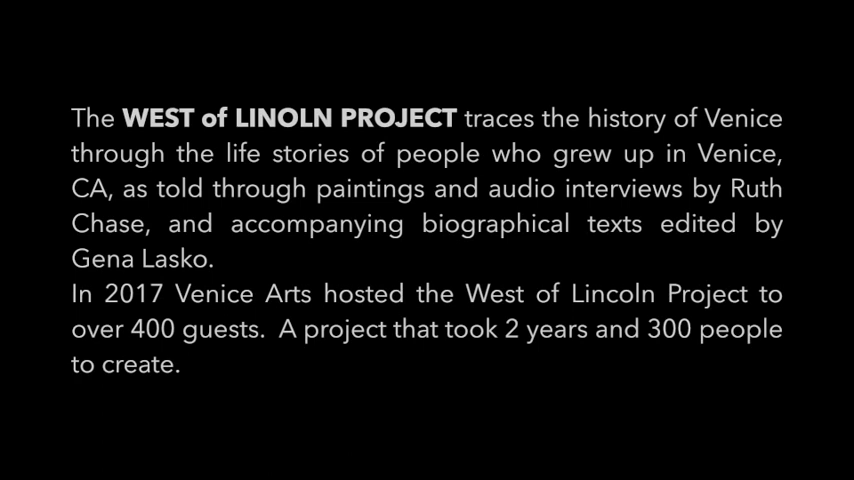 The WEST of LINOLN PROJECT traces the history of Venice
through the life stories of people who grew up in Venice,
CA, as told through paintings and audio interviews by Ruth
Chase, and accompanying biographical texts edited by
Gena Lasko.
In 2017 Venice Arts hosted the West of Lincoln Project to
over 400 guests.  A project that took 2 years and 300 people
to create.